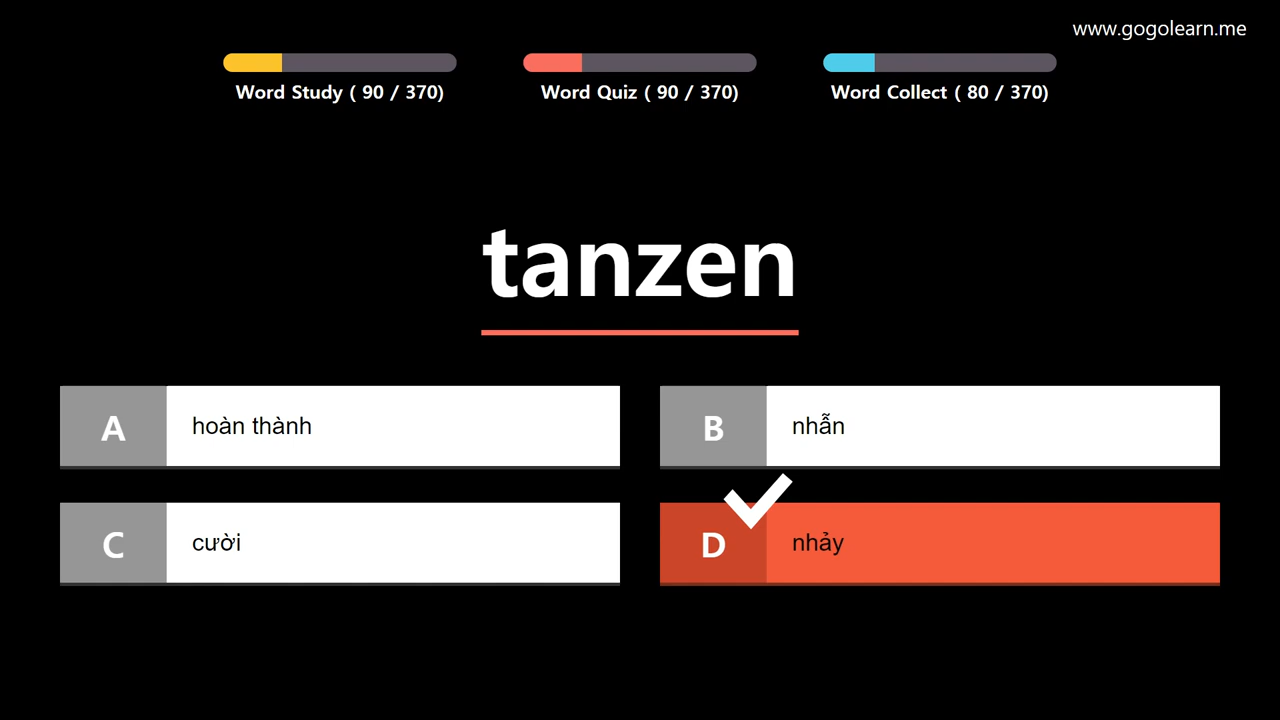 www.gogolearn.me
Word Study ( 90 / 370)
Word Quiz ( 90 / 370)
Word Collect ( 80 / 370)
tanzen
A hoàn thành
B nhẫn
C cười
D nhảy